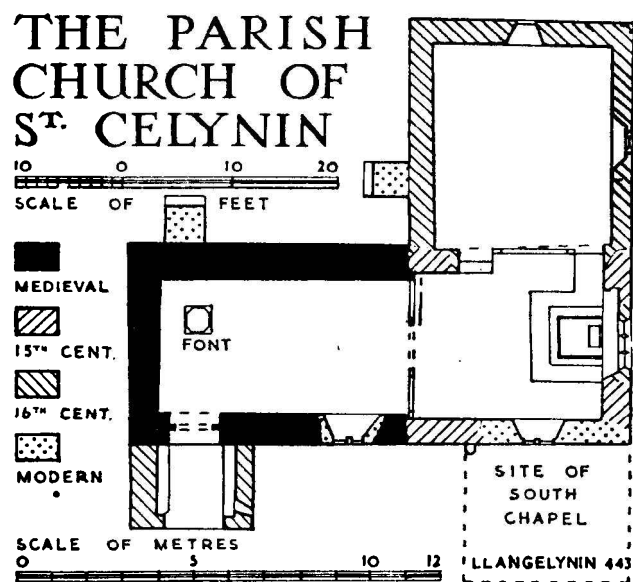 THE PARISH
CHURCH OF
ST. CELYNIN
10 0 10 20
SCALE OF FEET
MEDIEVAL
15TH CENT.
16TH CENT.
MODERN
FONT
SITE OF
SOUTH
CHAPEL
SCALE OF METRES
0 5 10 12
LLANGELYNIN 443